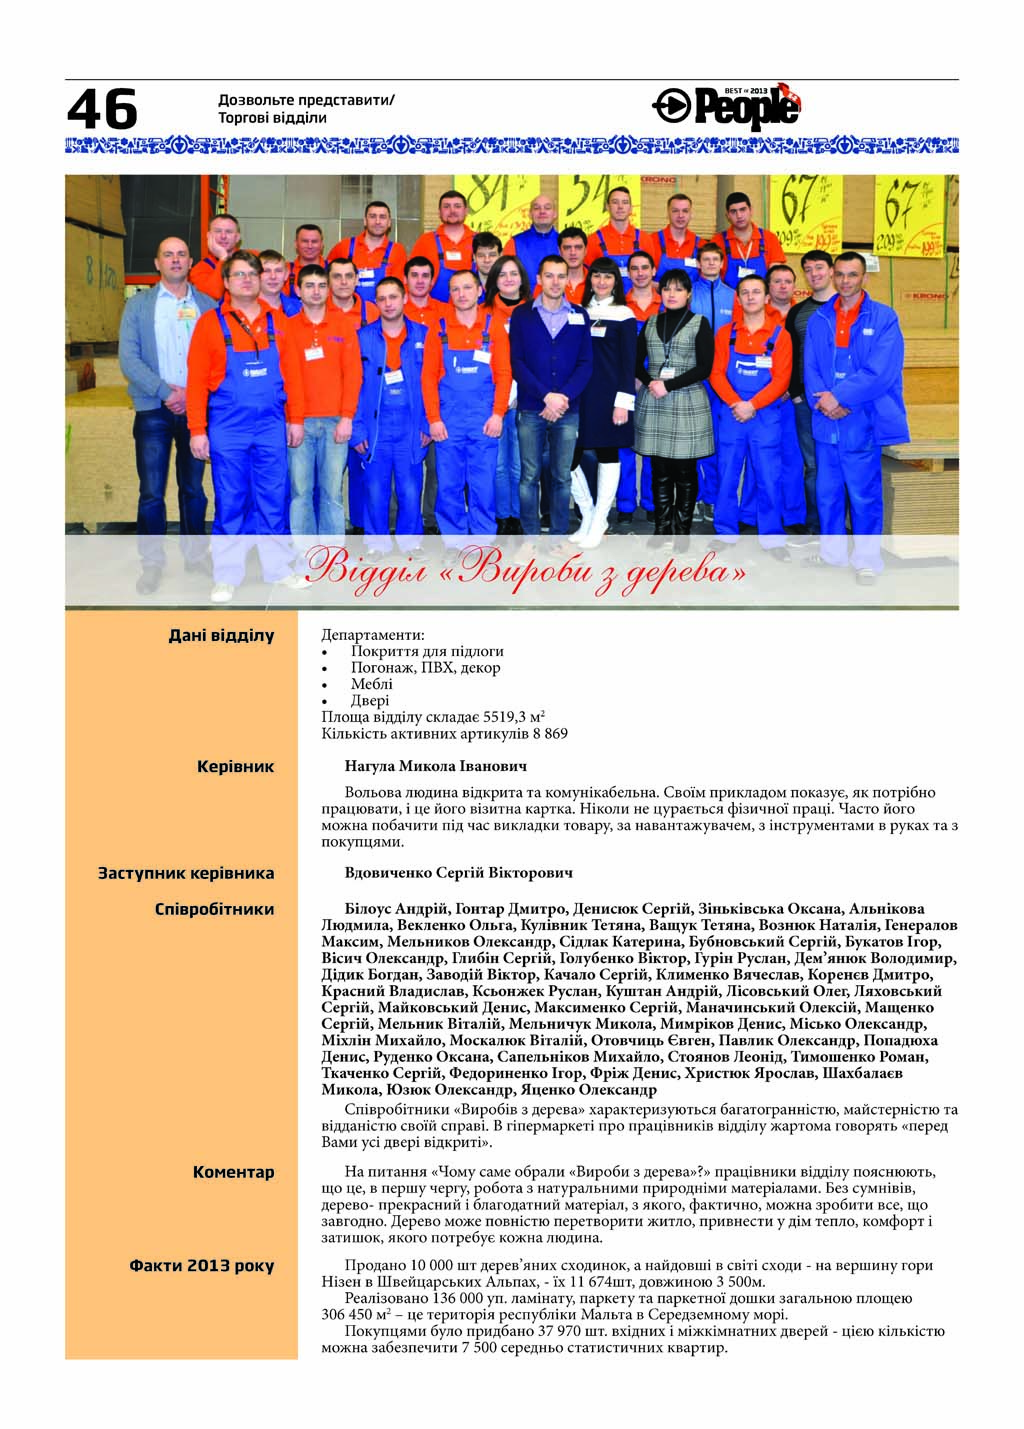 46
Дозвольте представити/
Торгові відділи
BEST OF 2013
People
84
54
67
67
KRONO
KRONO
Відділ «Вироби з дерева»
Дані відділу
Департаменти:
• Покриття для підлоги
• Погонаж, ПВХ, декор
• Меблі
• Двері
Площа відділу складає 5519,3 м²
Кількість активних артикулів 8 869
Керівник
Нагула Микола Іванович
Вольова людина відкрита та комунікабельна. Своїм прикладом показує, як потрібно
працювати, і це його візитна картка. Ніколи не цурається фізичної праці. Часто його
можна побачити під час викладки товару, за навантажувачем, з інструментами в руках та з
покупцями.
Заступник керівника
Вдовиченко Сергій Вікторович
Співробітники
Білоус Андрій, Гонтар Дмитро, Денисюк Сергій, Зіньківська Оксана, Альнікова
Людмила, Векленко Ольга, Кулівник Тетяна, Ващук Тетяна, Вознюк Наталія, Генералов
Максим, Мельников Олександр, Сідлак Катерина, Бубновський Сергій, Букатов Ігор,
Вісич Олександр, Глибін Сергій, Голубенко Віктор, Гурін Руслан, Дем’янюк Володимир,
Дідик Богдан, Заводій Віктор, Качало Сергій, Клименко Вячеслав, Коренєв Дмитро,
Красний Владислав, Ксьонжек Руслан, Куштан Андрій, Лісовський Олег, Ляховський
Сергій, Майковський Денис, Максименко Сергій, Маначинський Олексій, Мащенко
Сергій, Мельник Віталій, Мельничук Микола, Мимріков Денис, Місько Олександр,
Міхлін Михайло, Москалюк Віталій, Отовчиць Євген, Павлик Олександр, Попадюха
Денис, Руденко Оксана, Сапельніков Михайло, Стоянов Леонід, Тимошенко Роман,
Ткаченко Сергій, Федориненко Ігор, Фріж Денис, Христюк Ярослав, Шахбалаєв
Микола, Юзюк Олександр, Яценко Олександр
Співробітники «Виробів з дерева» характеризуються багатогранністю, майстерністю та
відданістю своїй справі. В гіпермаркеті про працівників відділу жартома говорять «перед
Вами усі двері відкриті».
Коментар
На питання «Чому саме обрали «Вироби з дерева»?» працівники відділу пояснюють,
що це, в першу чергу, робота з натуральними природніми матеріалами. Без сумнівів,
дерево- прекрасний і благодатний матеріал, з якого, фактично, можна зробити все, що
завгодно. Дерево може повністю перетворити житло, привнести у дім тепло, комфорт і
затишок, якого потребує кожна людина.
Факти 2013 року
Продано 10 000 шт дерев’яних сходинок, а найдовші в світі сходи - на вершину гори
Нізен в Швейцарських Альпах, - їх 11 674шт, довжиною 3 500м.
Реалізовано 136 000 уп. ламінату, паркету та паркетної дошки загальною площею
306 450 м² – це територія республіки Мальта в Середземному морі.
Покупцями було придбано 37 970 шт. вхідних і міжкімнатних дверей - цією кількістю
можна забезпечити 7 500 середньо статистичних квартир.